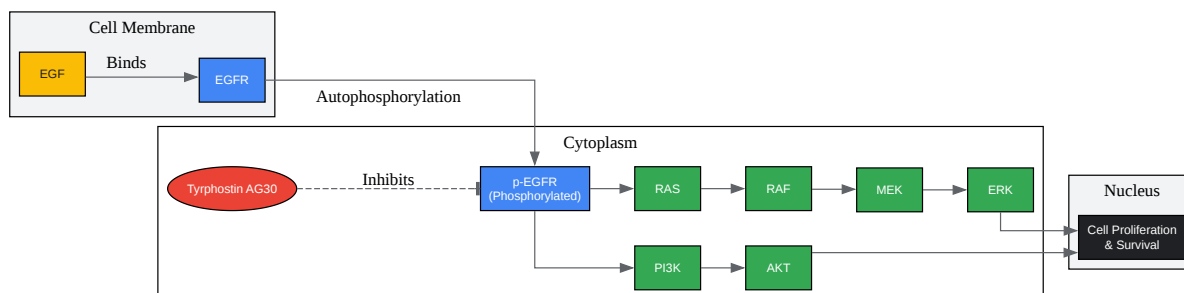 Cell Membrane
EGF
Binds
EGFR
Autophosphorylation
Cytoplasm
Tyrphostin AG30
Inhibits
p-EGFR
(Phosphorylated)
RAS
RAF
MEK
ERK
PI3K
AKT
Nucleus
Cell Proliferation
& Survival